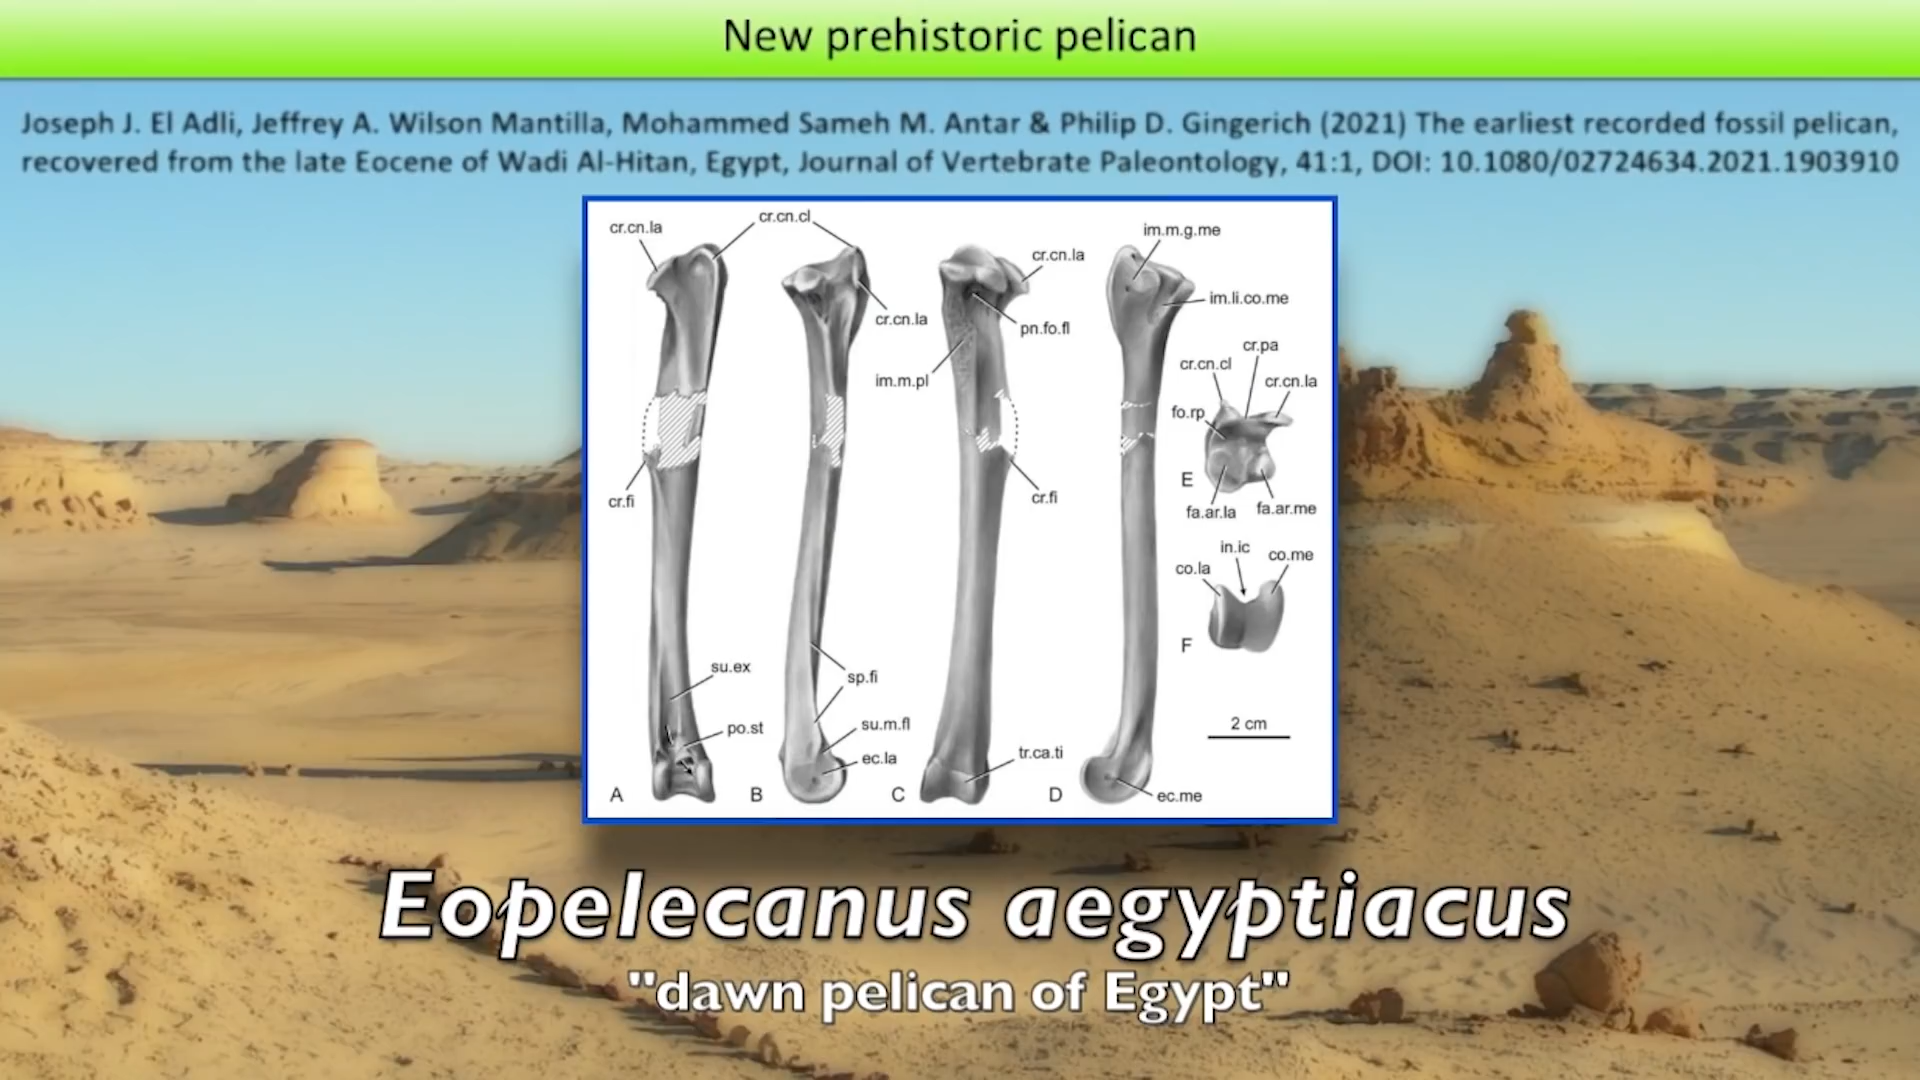 New prehistoric pelican
Joseph J. El Adli, Jeffrey A. Wilson Mantilla, Mohammed Sameh M. Antar & Philip D. Gingerich (2021) The earliest recorded fossil pelican,
recovered from the late Eocene of Wadi Al-Hitan, Egypt, Journal of Vertebrate Paleontology, 41:1, DOI: 10.1080/02724634.2021.1903910
cr.cn.la
cr.cn.cl
cr.cn.la
im.m.g.me
cr.cn.la
pn.fo.fl
im.li.co.me
im.m.pl
cr.pa
cr.cn.cl
cr.cn.la
fo.rp
E
cr.fi
cr.fi
fa.ar.la
fa.ar.me
in.ic
co.me
co.la
F
su.ex
sp.fi
po.st
su.m.fl
ec.la
tr.ca.ti
2 cm
A
B
C
D
ec.me
Eopelecanus aegyptiacus
"dawn pelican of Egypt"